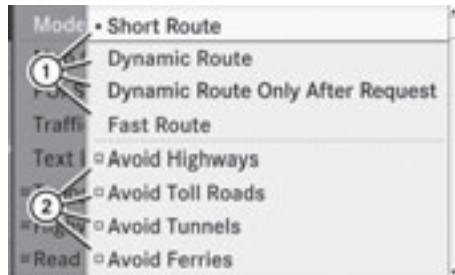 Mode • Short Route
Dynamic Route
1
Dynamic Route Only After Request
Traffi Fast Route
Text Avoid Highways
Avoid Toll Roads
2
Avoid Tunnels
Read Avoid Ferries